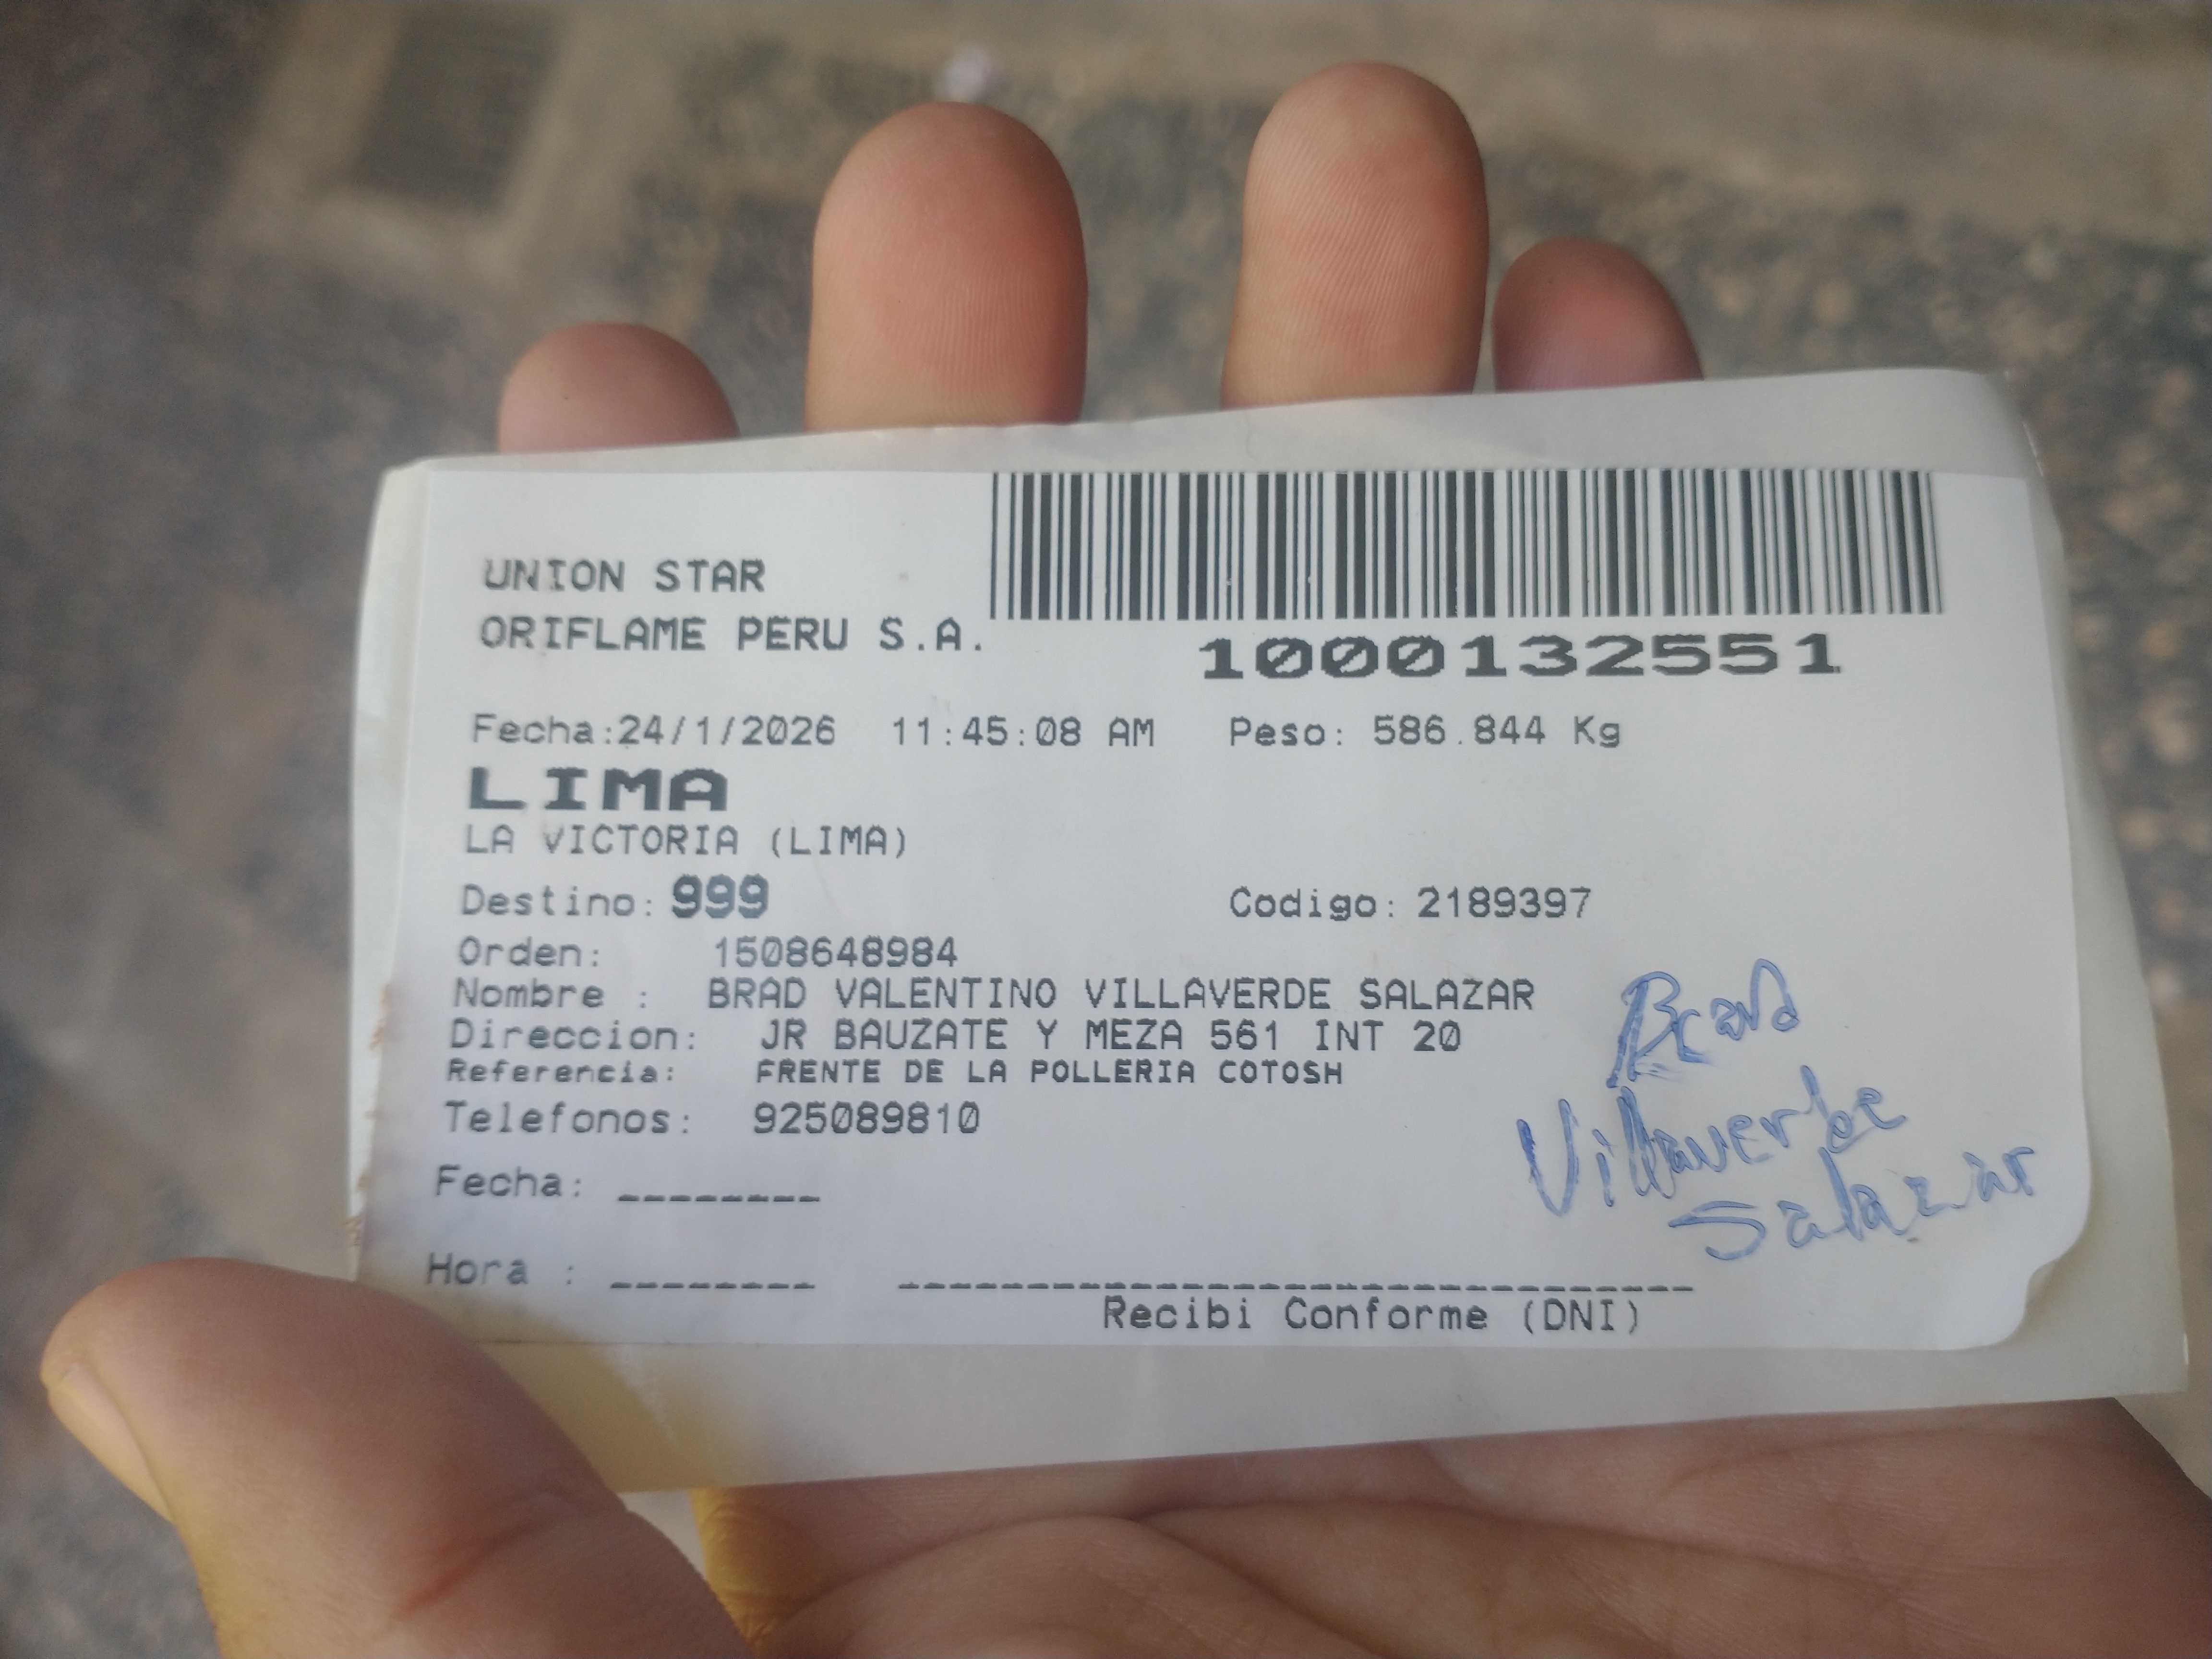 UNION STAR
ORIFLAME PERU S.A.
1000132551
Fecha:24/1/2026 11:45:08 AM Peso: 586.844 Kg
LIMA
LA VICTORIA (LIMA)
Destino: 999 Codigo: 2189397
Orden: 1508648984
Nombre : BRAD VALENTINO VILLAVERDE SALAZAR
Direccion: JR BAUZATE Y MEZA 561 INT 20
Referencia: FRENTE DE LA POLLERIA COTOSH
Telefonos: 925089810
Brad
Villaverde
Salazar
Fecha: ________
Hora : ________
Recibi Conforme (DNI)